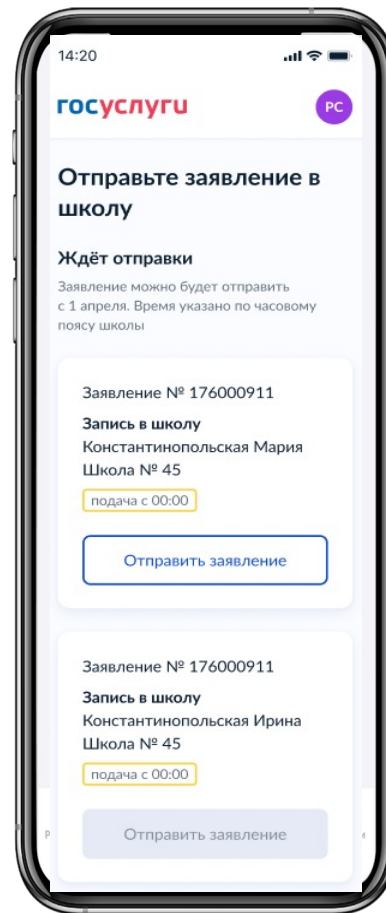 14:20
госуслуги
РС
Отправьте заявление в
школу
Ждёт отправки
Заявление можно будет отправить
с 1 апреля. Время указано по часовому
поясу школы
Заявление № 176000911
Запись в школу
Константинопольская Мария
Школа № 45
подача с 00:00
Отправить заявление
Заявление № 176000911
Запись в школу
Константинопольская Ирина
Школа № 45
подача с 00:00
Отправить заявление